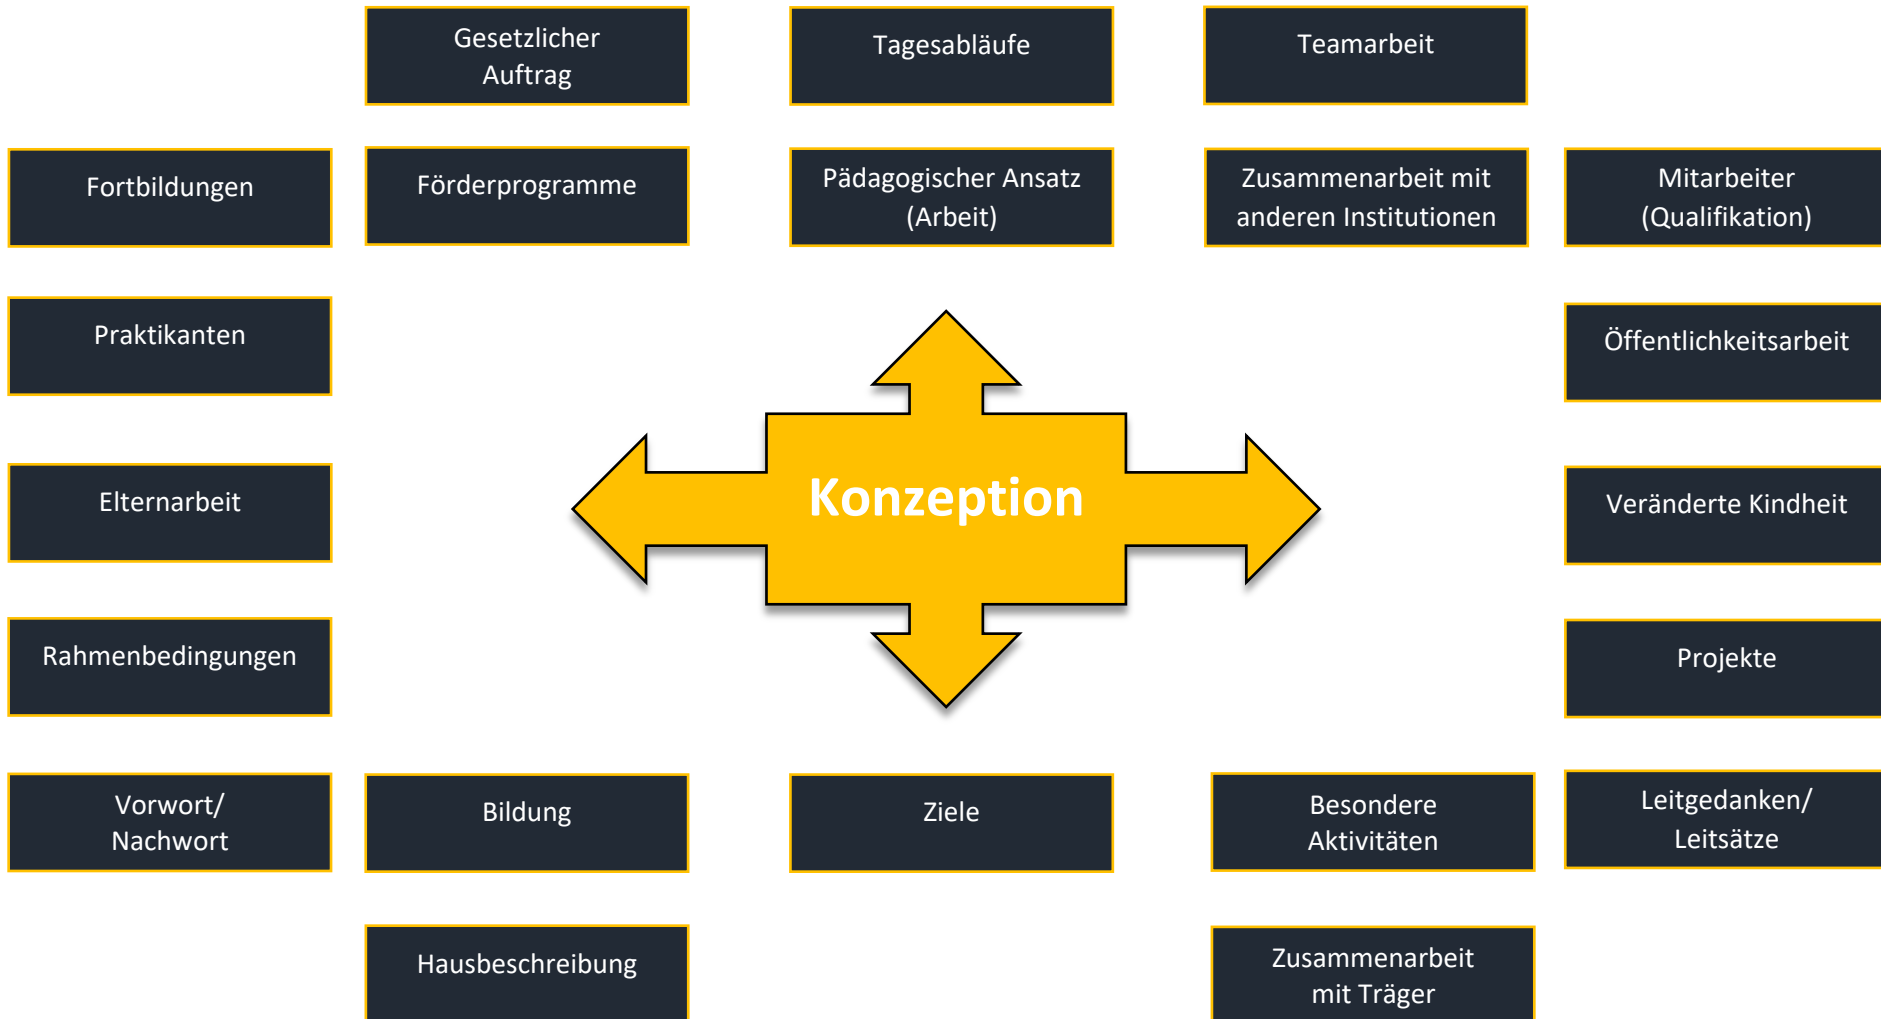 Gesetzlicher
Auftrag
Tagesabläufe
Teamarbeit
Fortbildungen
Förderprogramme
Pädagogischer Ansatz
(Arbeit)
Zusammenarbeit mit
anderen Institutionen
Mitarbeiter
(Qualifikation)
Praktikanten
Öffentlichkeitsarbeit
Elternarbeit
Konzeption
Veränderte Kindheit
Rahmenbedingungen
Projekte
Vorwort/
Nachwort
Bildung
Ziele
Besondere
Aktivitäten
Leitgedanken/
Leitsätze
Hausbeschreibung
Zusammenarbeit
mit Träger